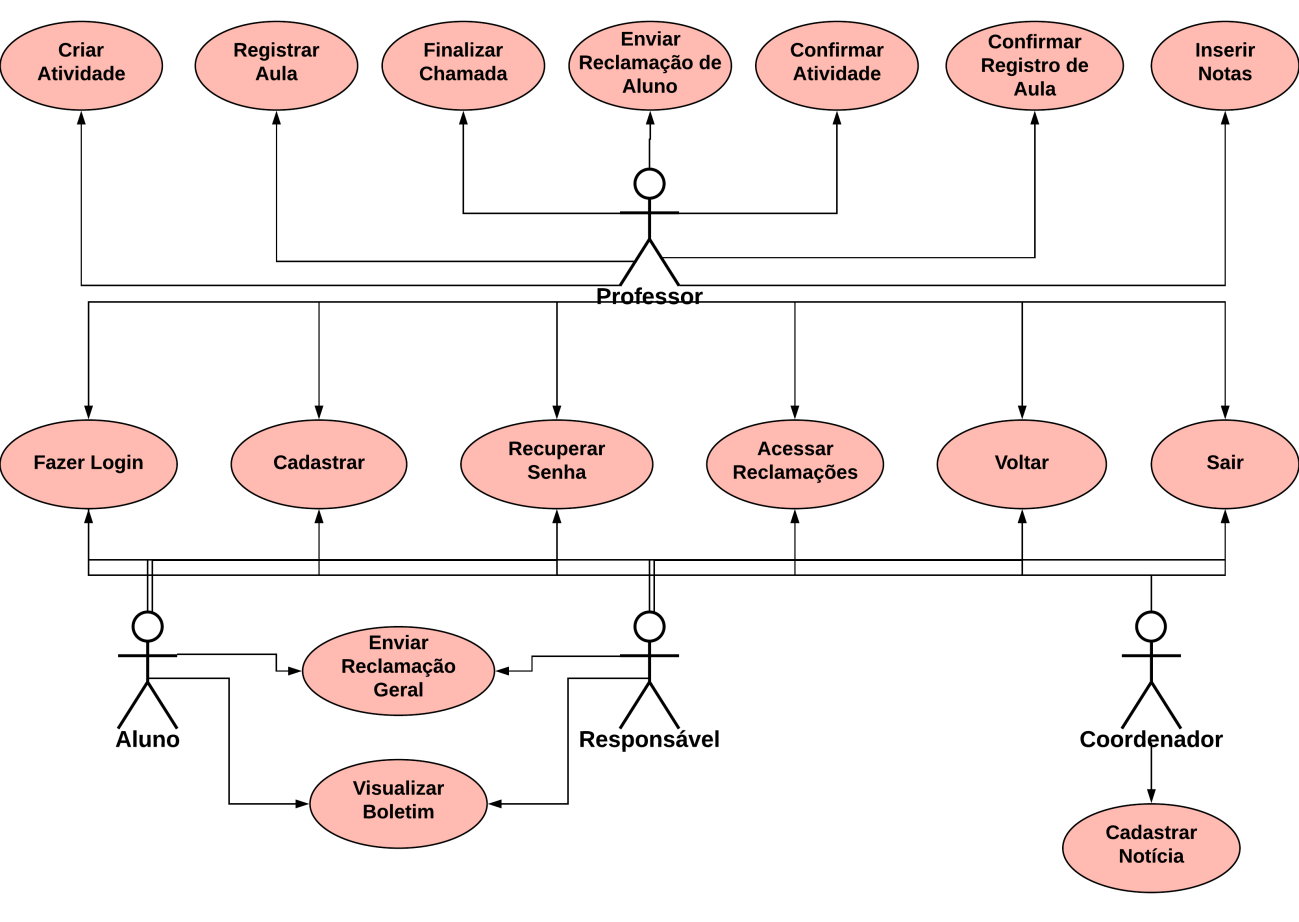 Criar
Atividade
Registrar
Aula
Finalizar
Chamada
Enviar
Reclamação de
Aluno
Confirmar
Atividade
Confirmar
Registro de
Aula
Inserir
Notas
Professor
Fazer Login
Cadastrar
Recuperar
Senha
Acessar
Reclamações
Voltar
Sair
Enviar
Reclamação
Geral
Aluno
Responsável
Coordenador
Visualizar
Boletim
Cadastrar
Notícia